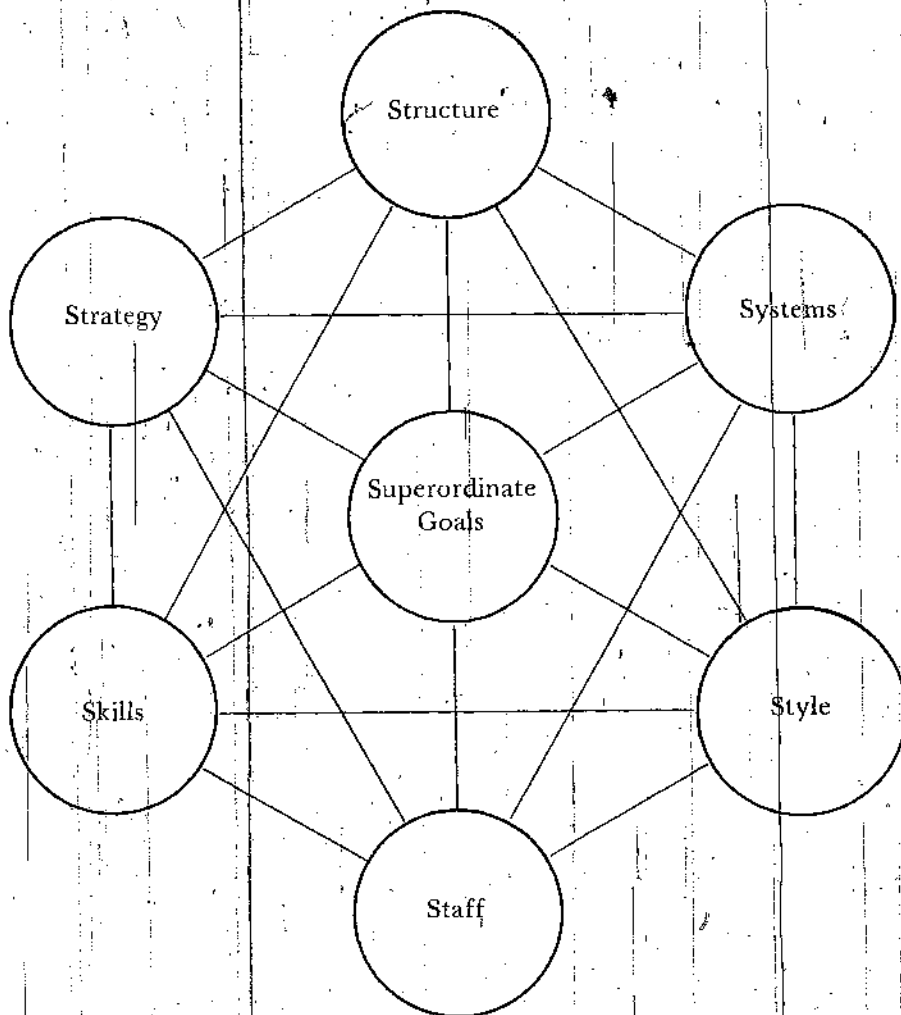 Structure
Strategy
Systems
Superordinate
Goals
Skills
Style
Staff